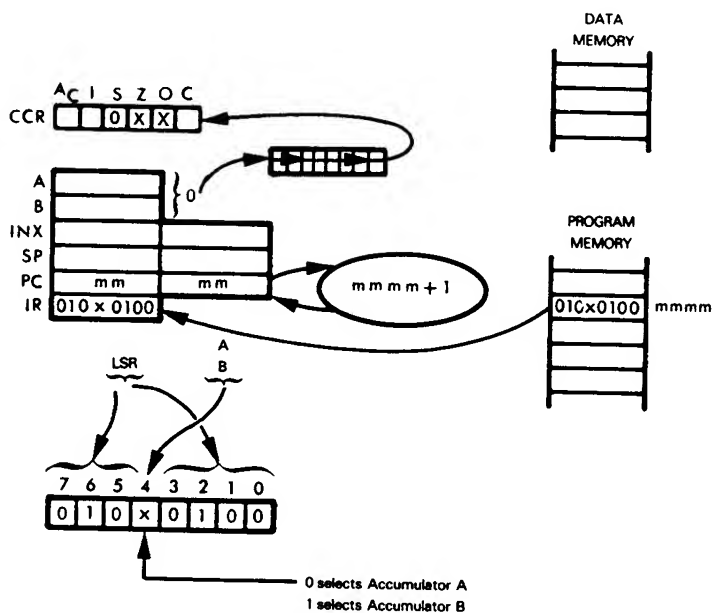 DATA
MEMORY
AC I S Z O C
CCR 0 X X
A
B
0
INX
SP
PC mm mm
IR 010 x 0100
mmmm + 1
PROGRAM
MEMORY
010x0100 mmmm
LSR
A
B
7 6 5 4 3 2 1 0
0 1 0 x 0 1 0 0
0 selects Accumulator A
1 selects Accumulator B